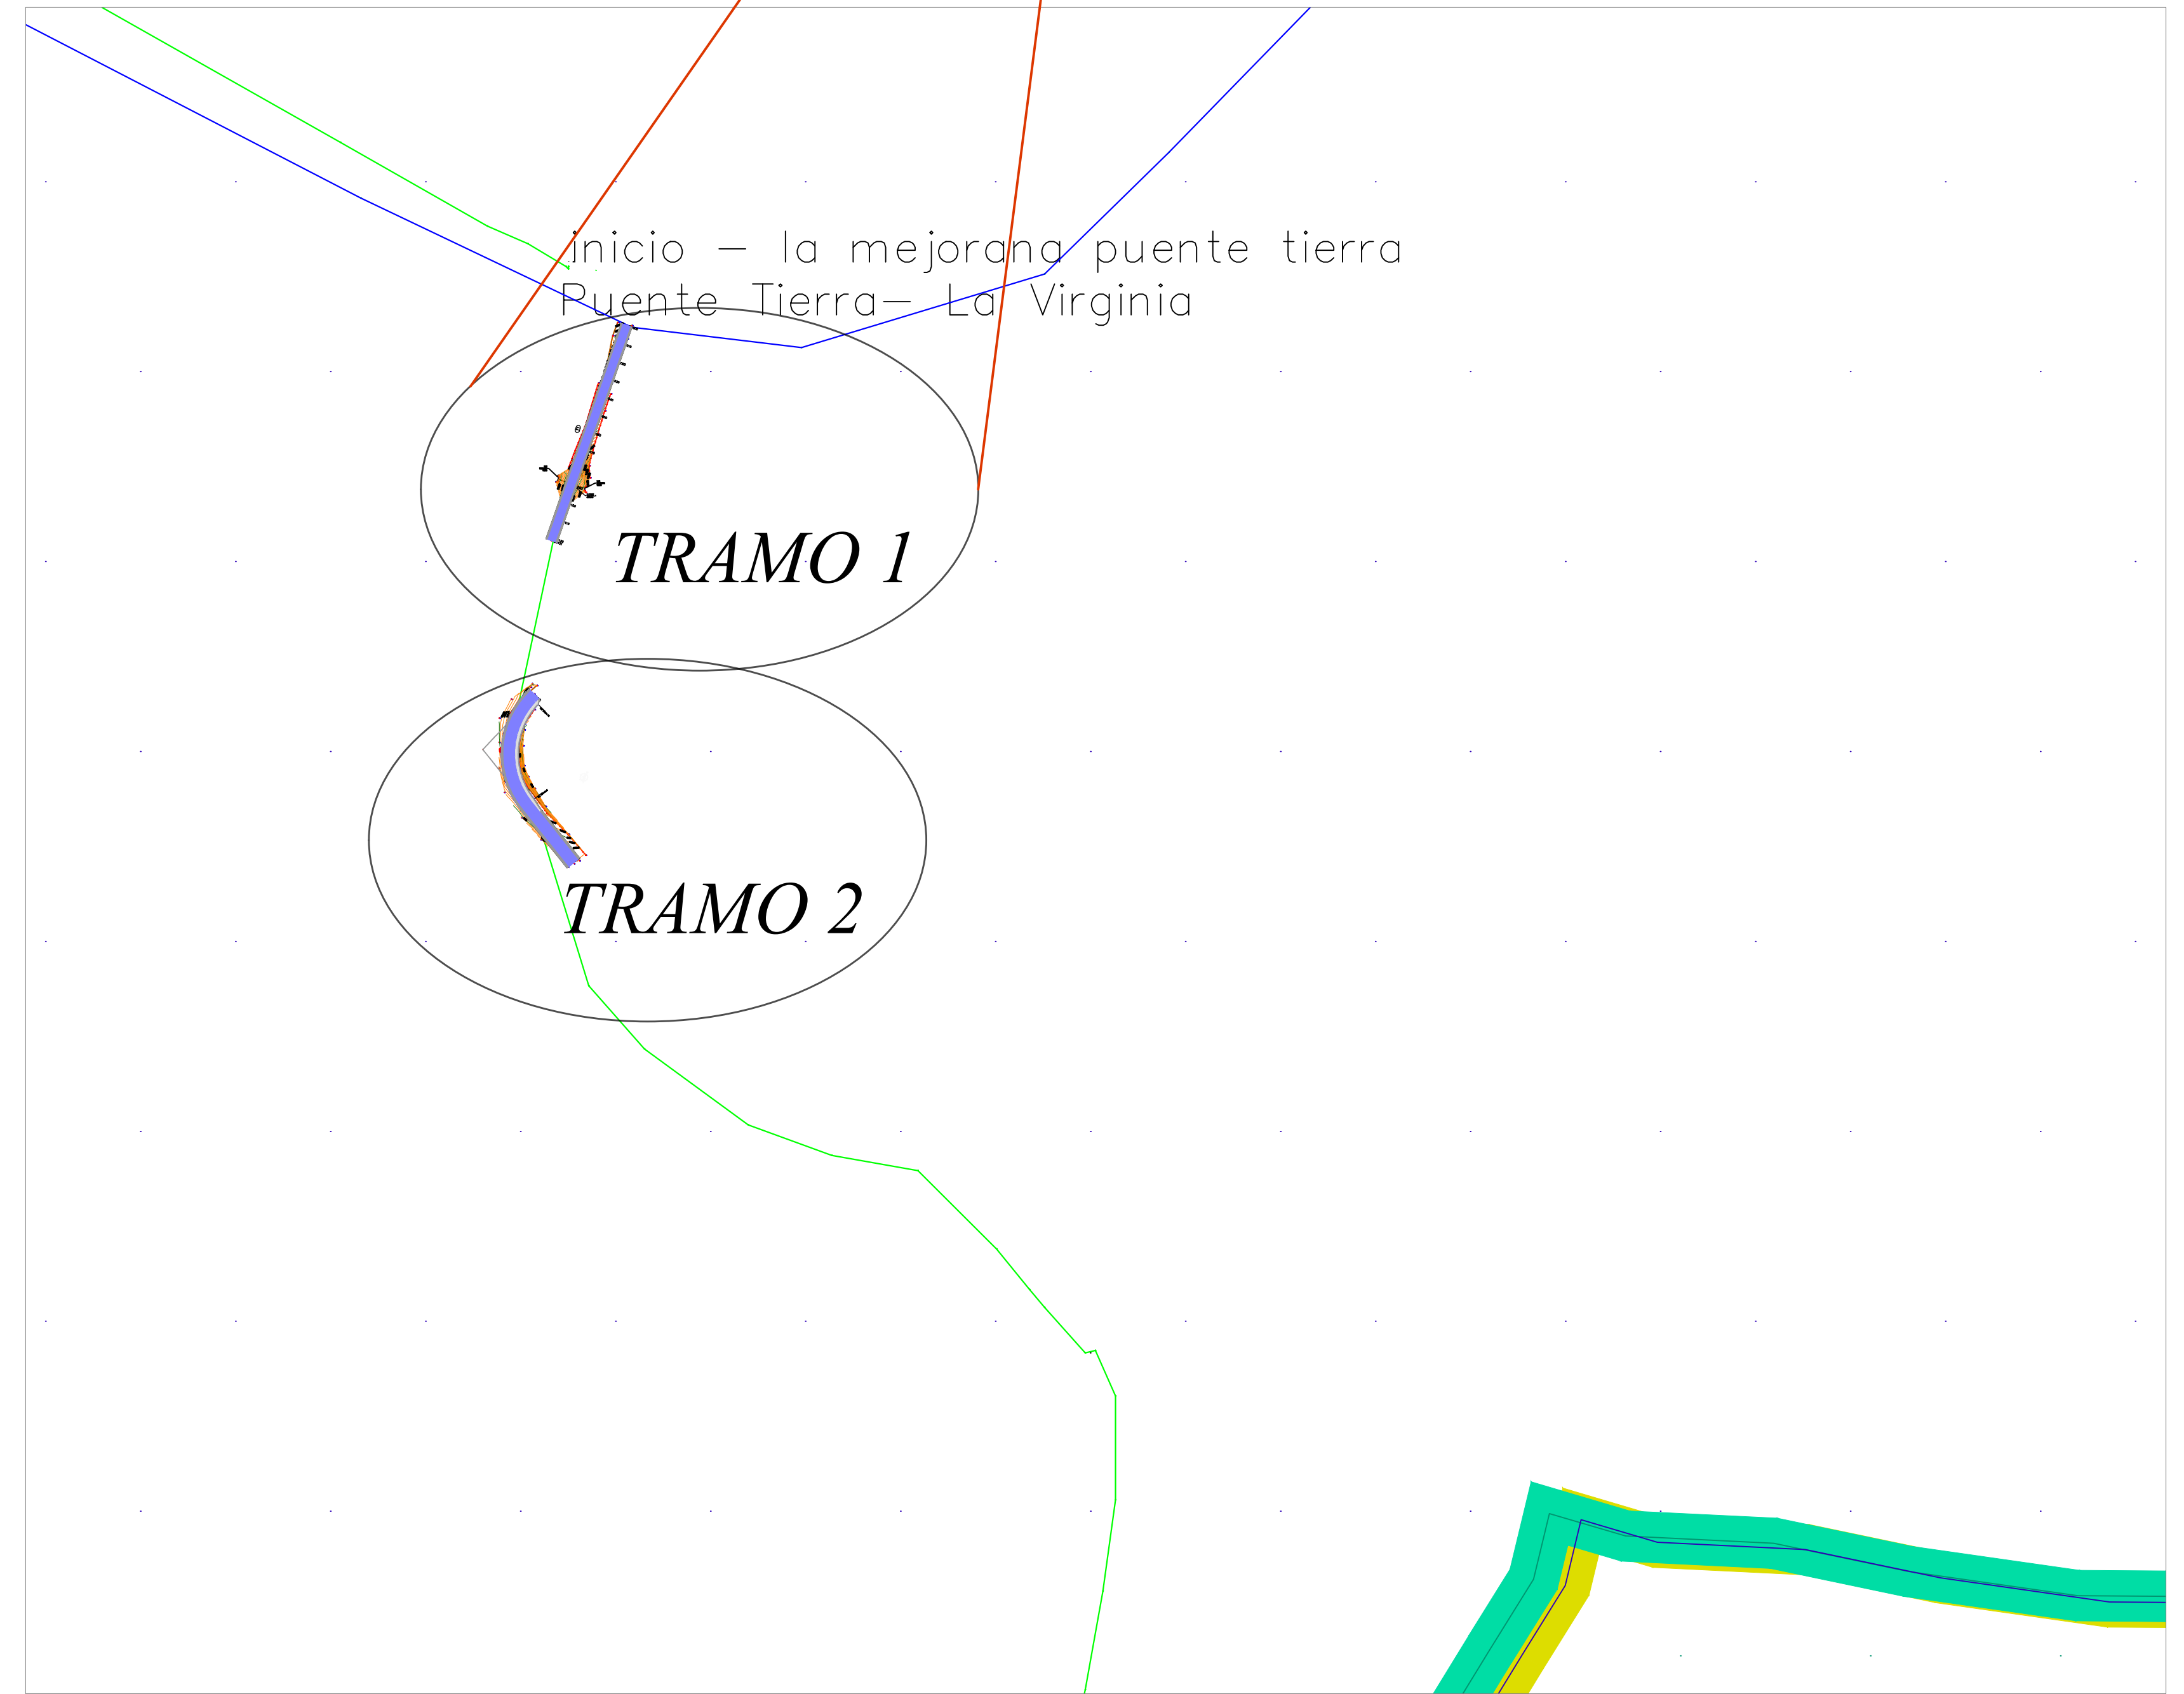 inicio - la mejorana puente tierra
Puente Tierra- La Virginia
TRAMO 1
TRAMO 2